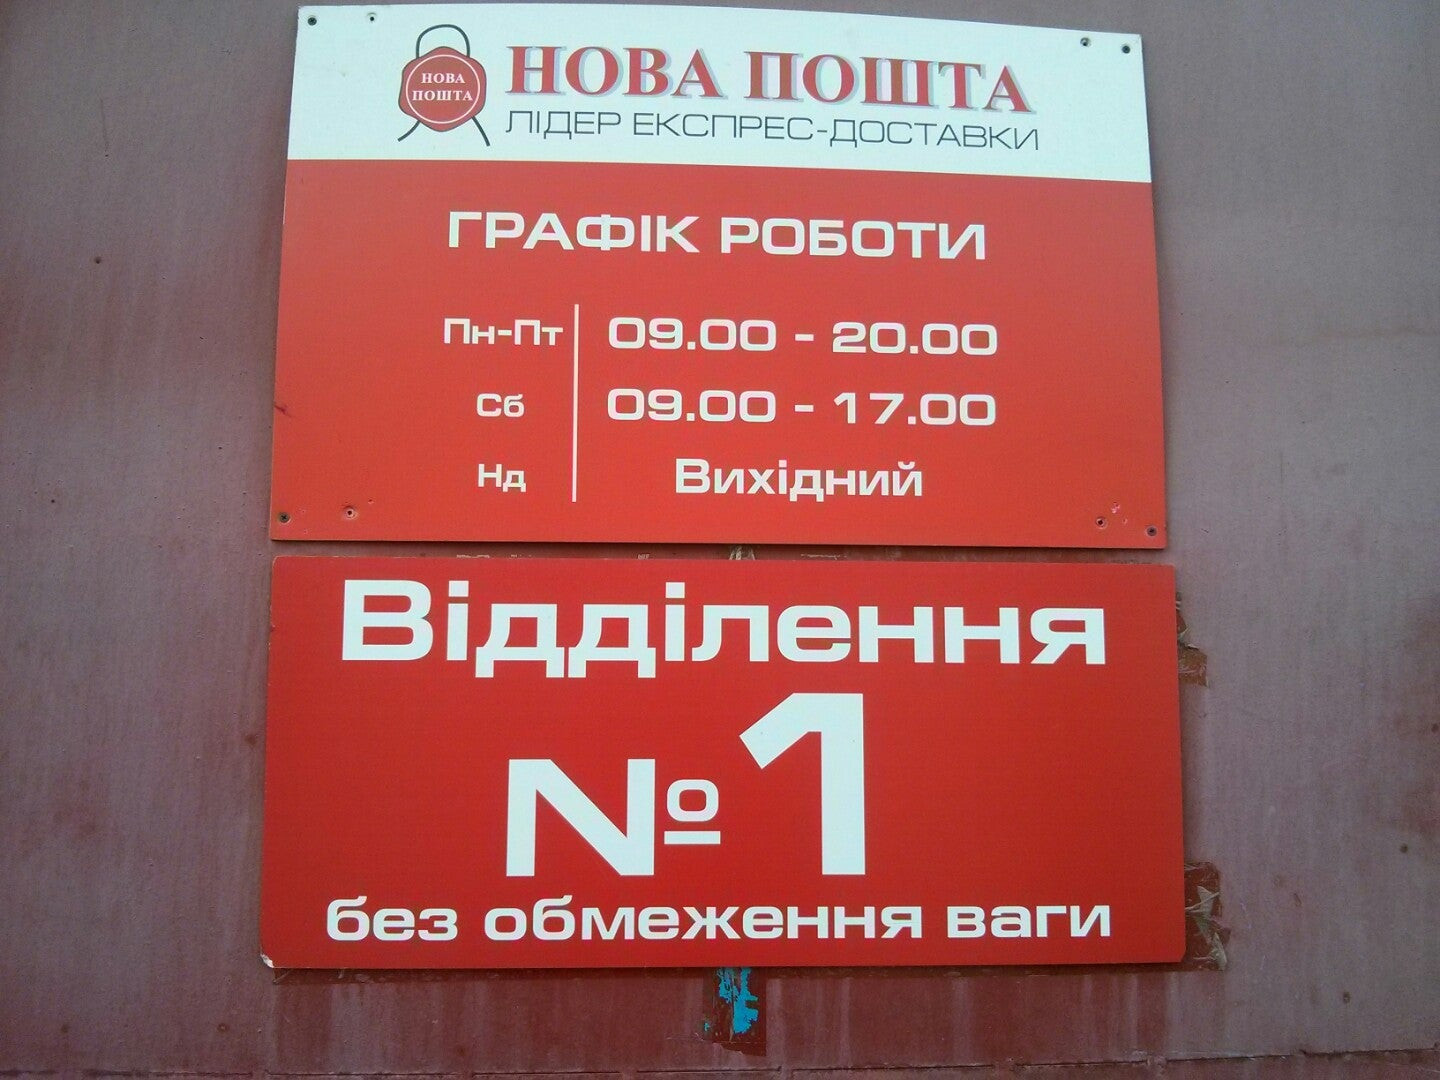 НОВА
ПОШТА
НОВА ПОШТА
ЛІДЕР ЕКСПРЕС-ДОСТАВКИ
ГРАФІК РОБОТИ
Пн-Пт 09.00 - 20.00
Сб 09.00 - 17.00
Нд Вихідний
Відділення
№1
без обмеження ваги